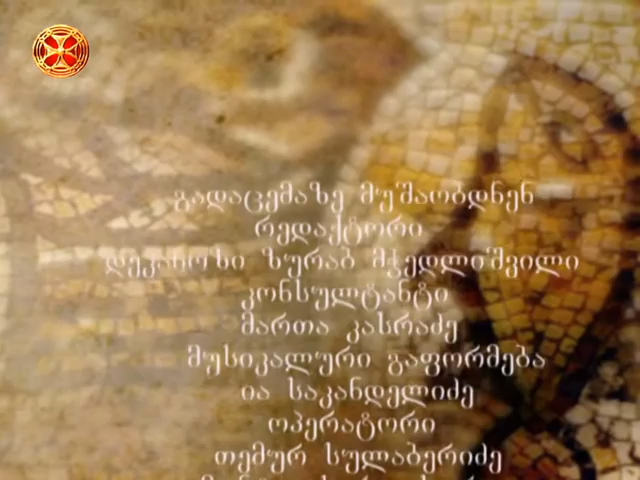 გადაცემაზე მუშაობდნენ
რედაქტორი
დეკანოზი ზურაბ მჭედლიშვილი
კონსულტანტი
მართა კასრაძე
მუსიკალური გაფორმება
ია საკანდელიძე
ოპერატორი
თემურ სულაბერიძე